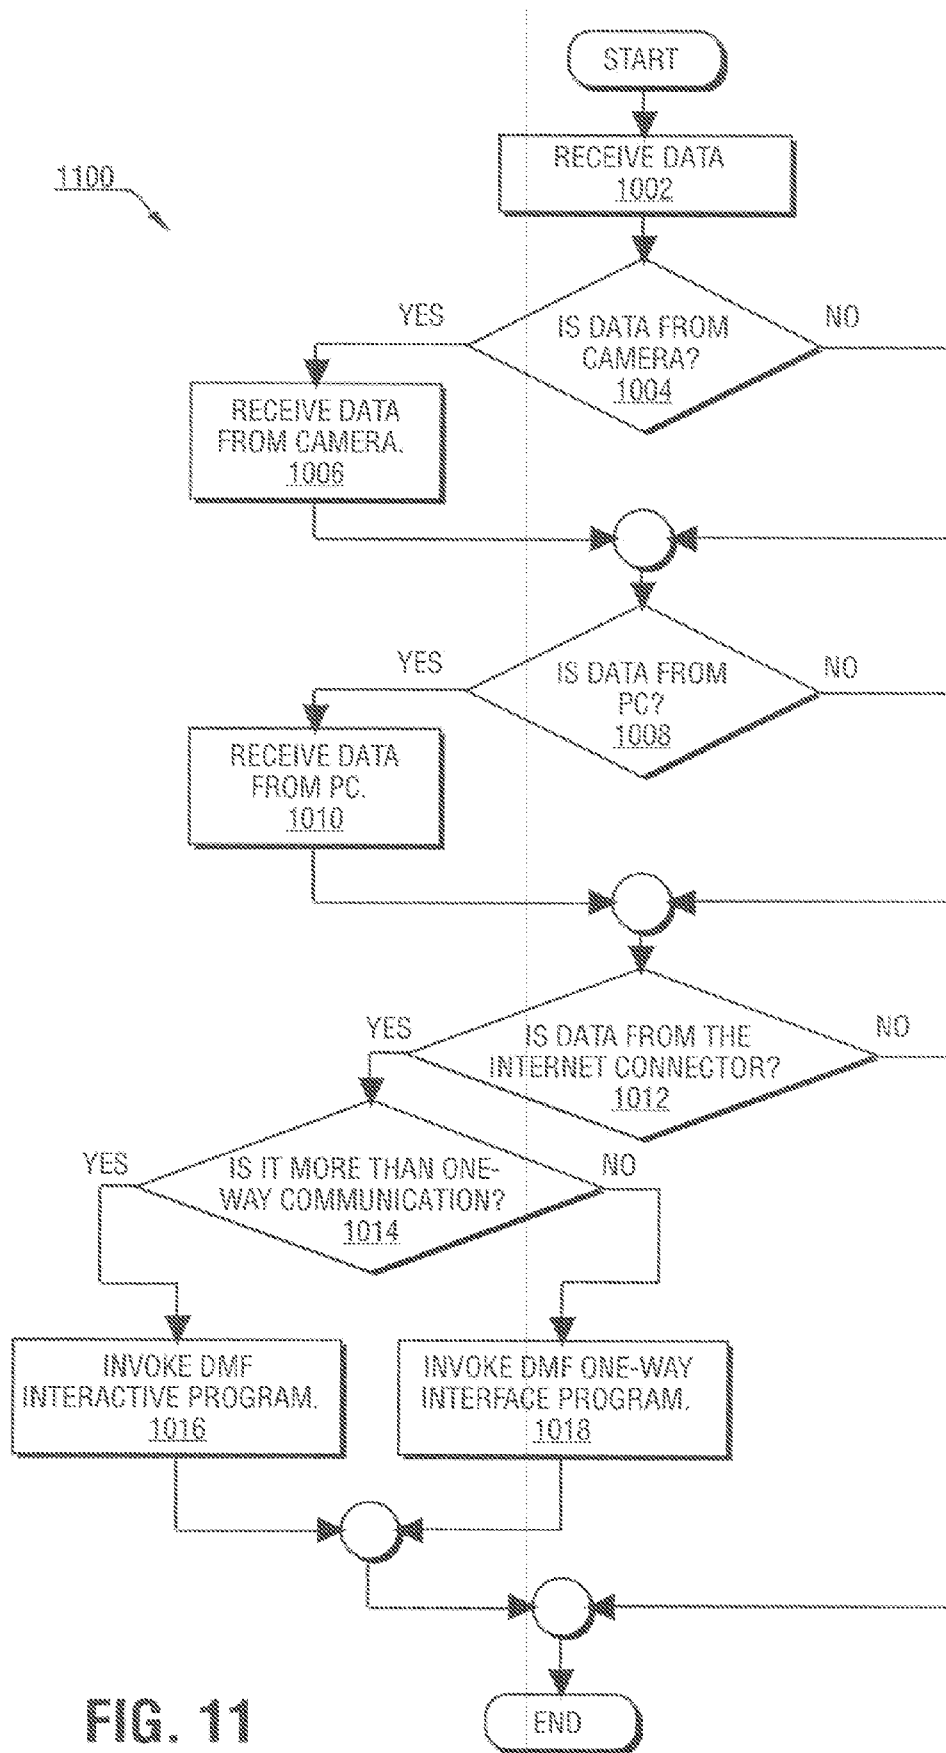 START
RECEIVE DATA
1002
1100
YES
IS DATA FROM
CAMERA?
1004
NO
RECEIVE DATA
FROM CAMERA.
1006
YES
IS DATA FROM
PC?
1008
NO
RECEIVE DATA
FROM PC.
1010
YES
IS DATA FROM THE
INTERNET CONNECTOR?
1012
NO
YES
IS IT MORE THAN ONE-
WAY COMMUNICATION?
1014
NO
INVOKE DMF
INTERACTIVE PROGRAM.
1016
INVOKE DMF ONE-WAY
INTERFACE PROGRAM.
1018
END
FIG. 11